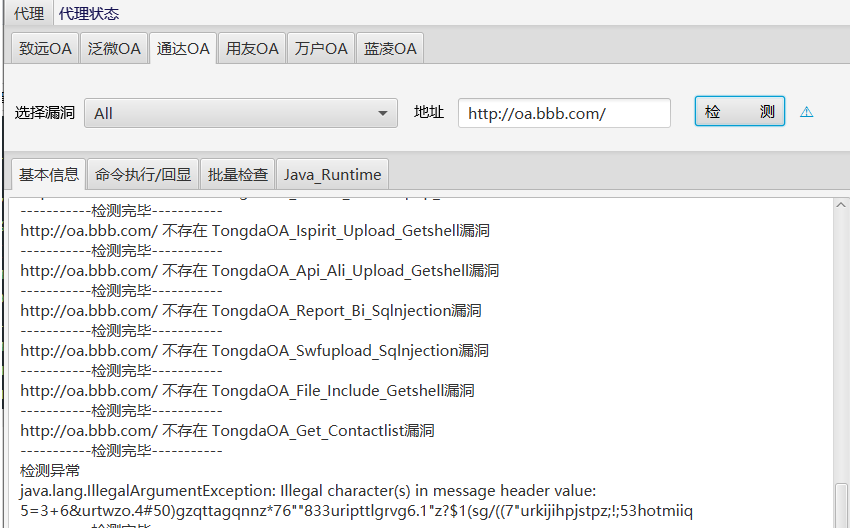 代理 代理状态
致远OA 泛微OA 通达OA 用友OA 万户OA 蓝凌OA
选择漏洞 All 地址 http://oa.bbb.com/ 检 测
基本信息 命令执行/回显 批量检查 Java_Runtime
-----------检测完毕-----------
http://oa.bbb.com/ 不存在 TongdaOA_Ispirit_Upload_Getshell漏洞
-----------检测完毕-----------
http://oa.bbb.com/ 不存在 TongdaOA_Api_Ali_Upload_Getshell漏洞
-----------检测完毕-----------
http://oa.bbb.com/ 不存在 TongdaOA_Report_Bi_SqlInjection漏洞
-----------检测完毕-----------
http://oa.bbb.com/ 不存在 TongdaOA_Swfupload_SqlInjection漏洞
-----------检测完毕-----------
http://oa.bbb.com/ 不存在 TongdaOA_File_Include_Getshell漏洞
-----------检测完毕-----------
http://oa.bbb.com/ 不存在 TongdaOA_Get_Contactlist漏洞
-----------检测完毕-----------
检测异常
java.lang.IllegalArgumentException: Illegal character(s) in message header value:
5=3+6&urtwzo.4#50)gzqttagqnnz*76""833uripttlgrvg6.1"z?$1(sg/((7"urkijihpjstpz;!;53hotmiiq